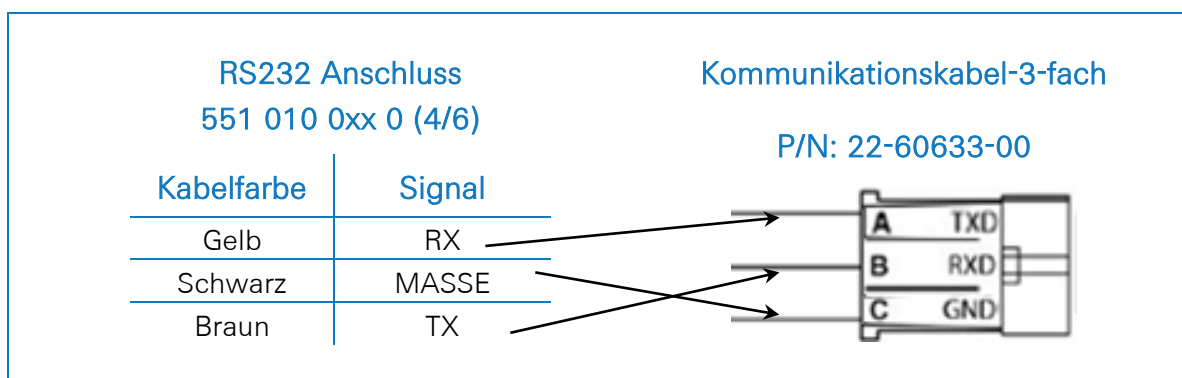 RS232 Anschluss
551 010 0xx 0 (4/6)
Kabelfarbe Signal
Gelb RX
Schwarz MASSE
Braun TX
Kommunikationskabel-3-fach
P/N: 22-60633-00
A TXD
B RXD
C GND